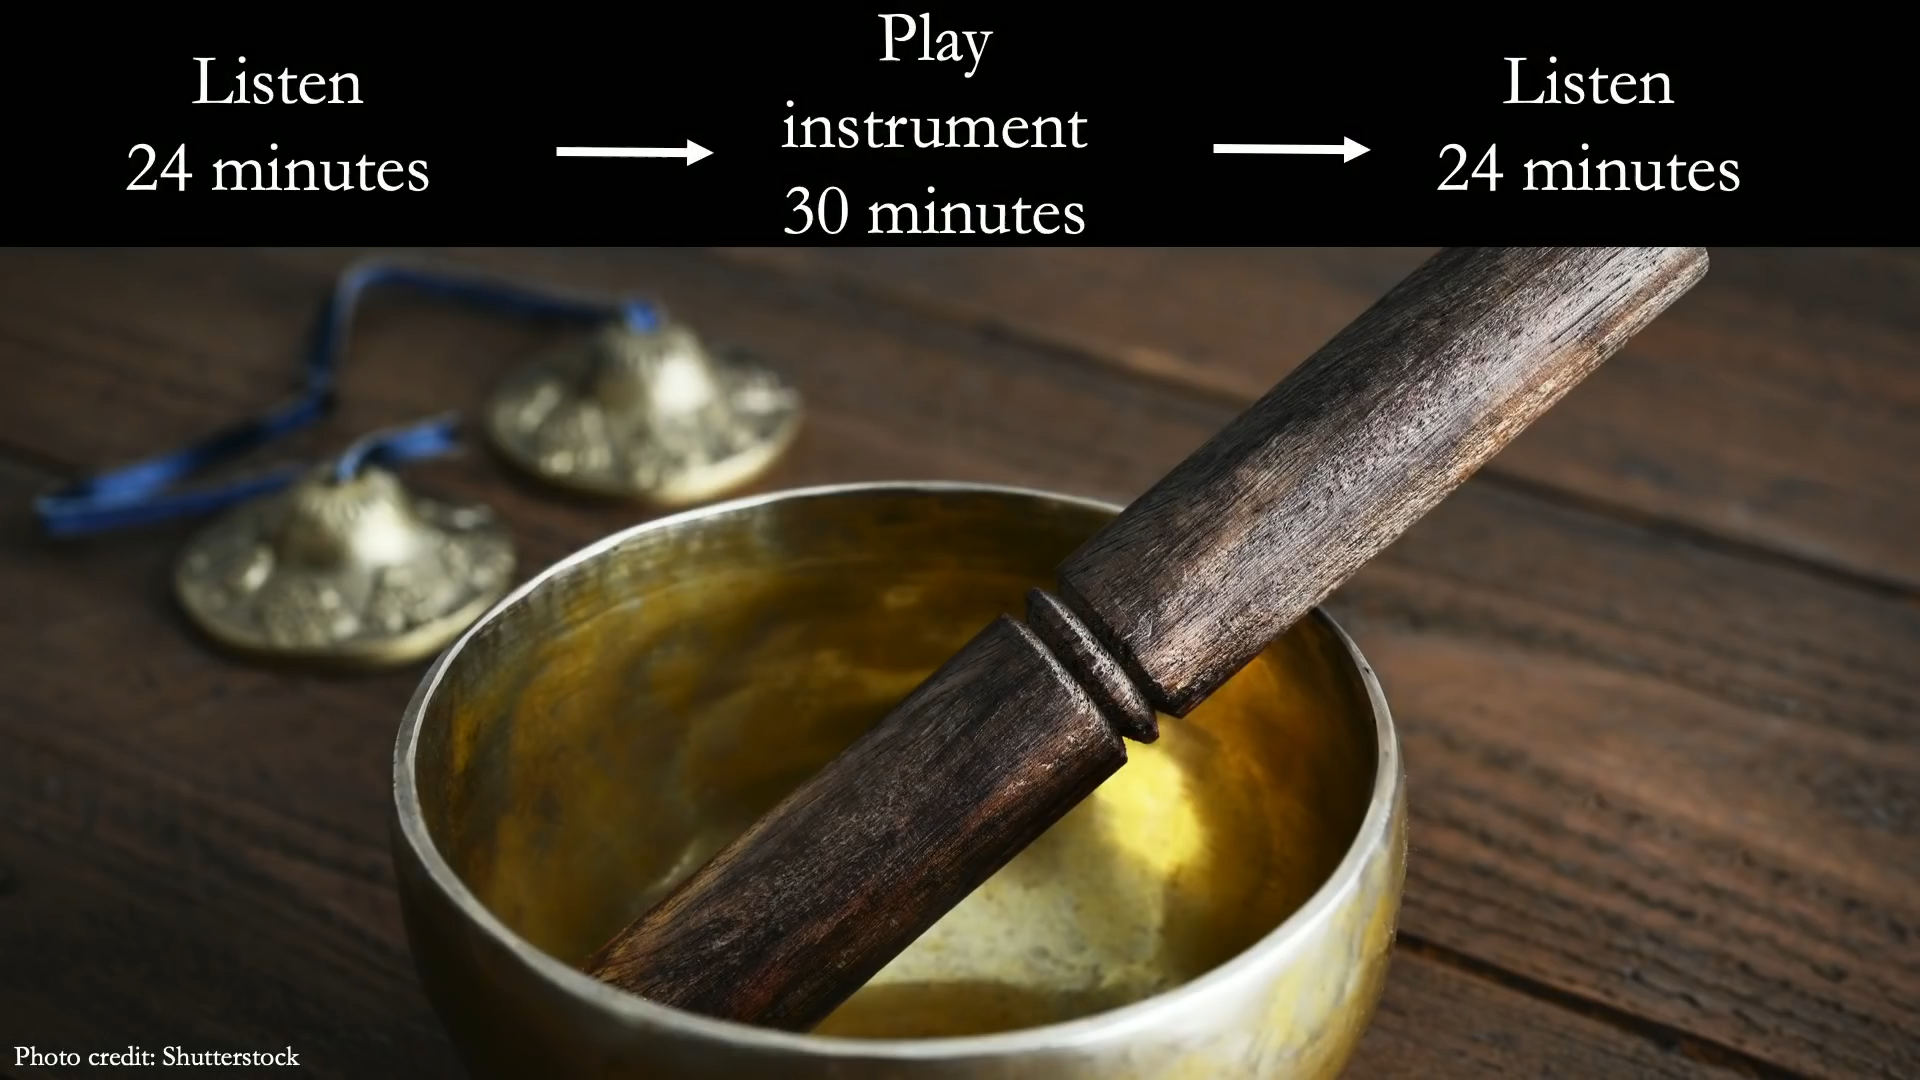 Listen
24 minutes
Play
instrument
30 minutes
Listen
24 minutes
Photo credit: Shutterstock